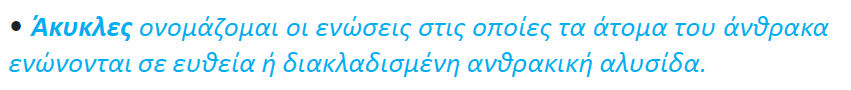 • Άκυκλες ονομάζομαι οι ενώσεις στις οποίες τα άτομα του άνθρακα
ενώνονται σε ευθεία ή διακλαδισμένη ανθρακική αλυσίδα.